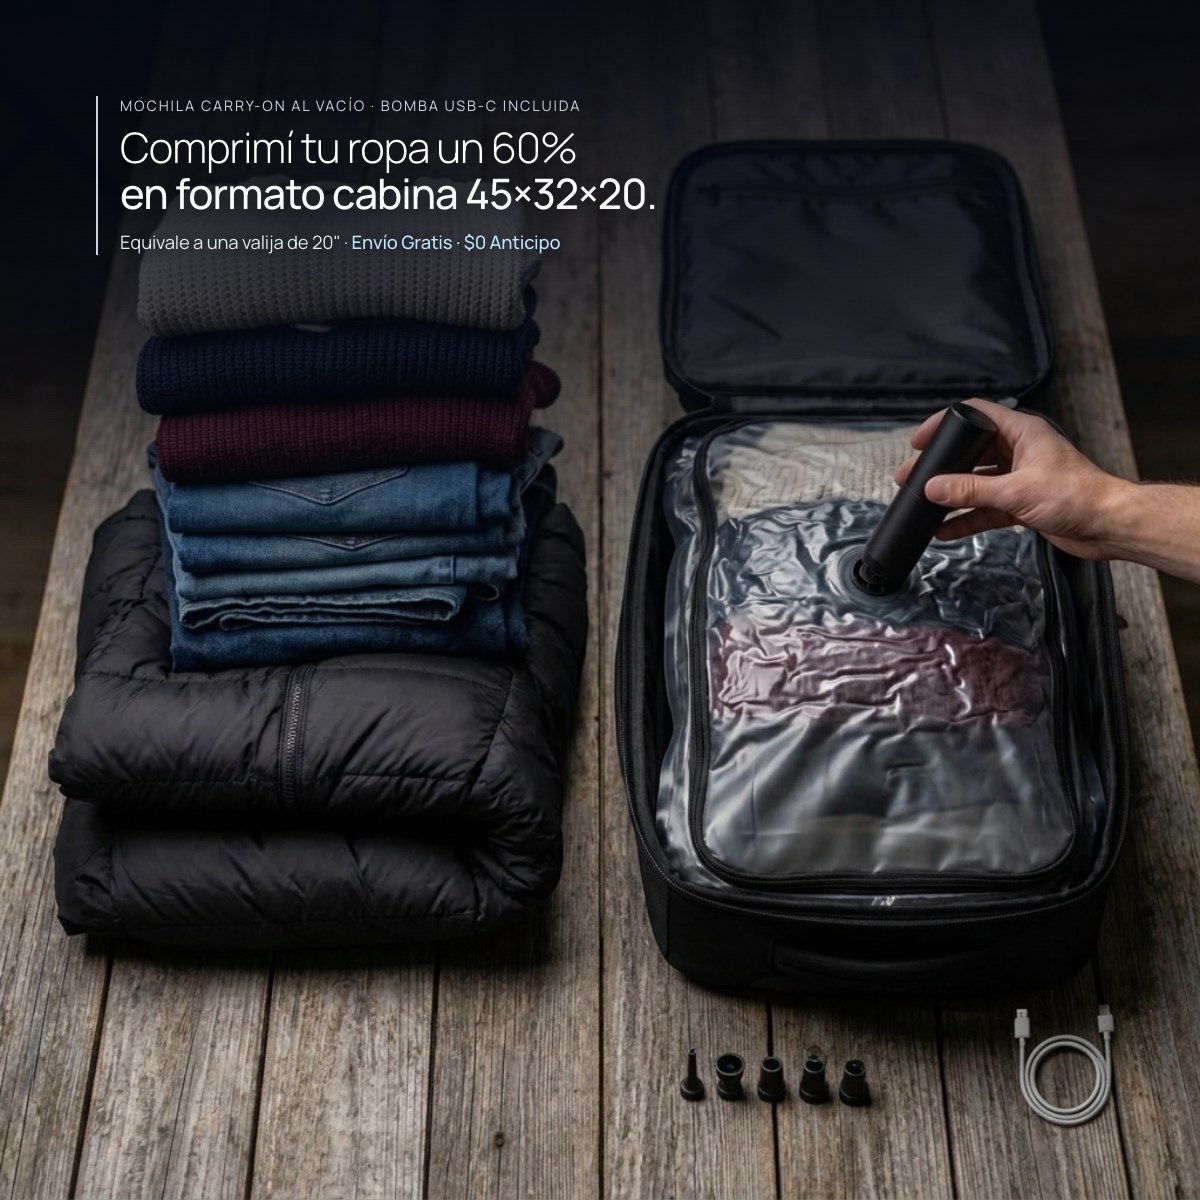 MOCHILA CARRY-ON AL VACÍO · BOMBA USB-C INCLUIDA
Comprimí tu ropa un 60%
en formato cabina 45×32×20.
Equivale a una valija de 20" · Envío Gratis · $0 Anticipo